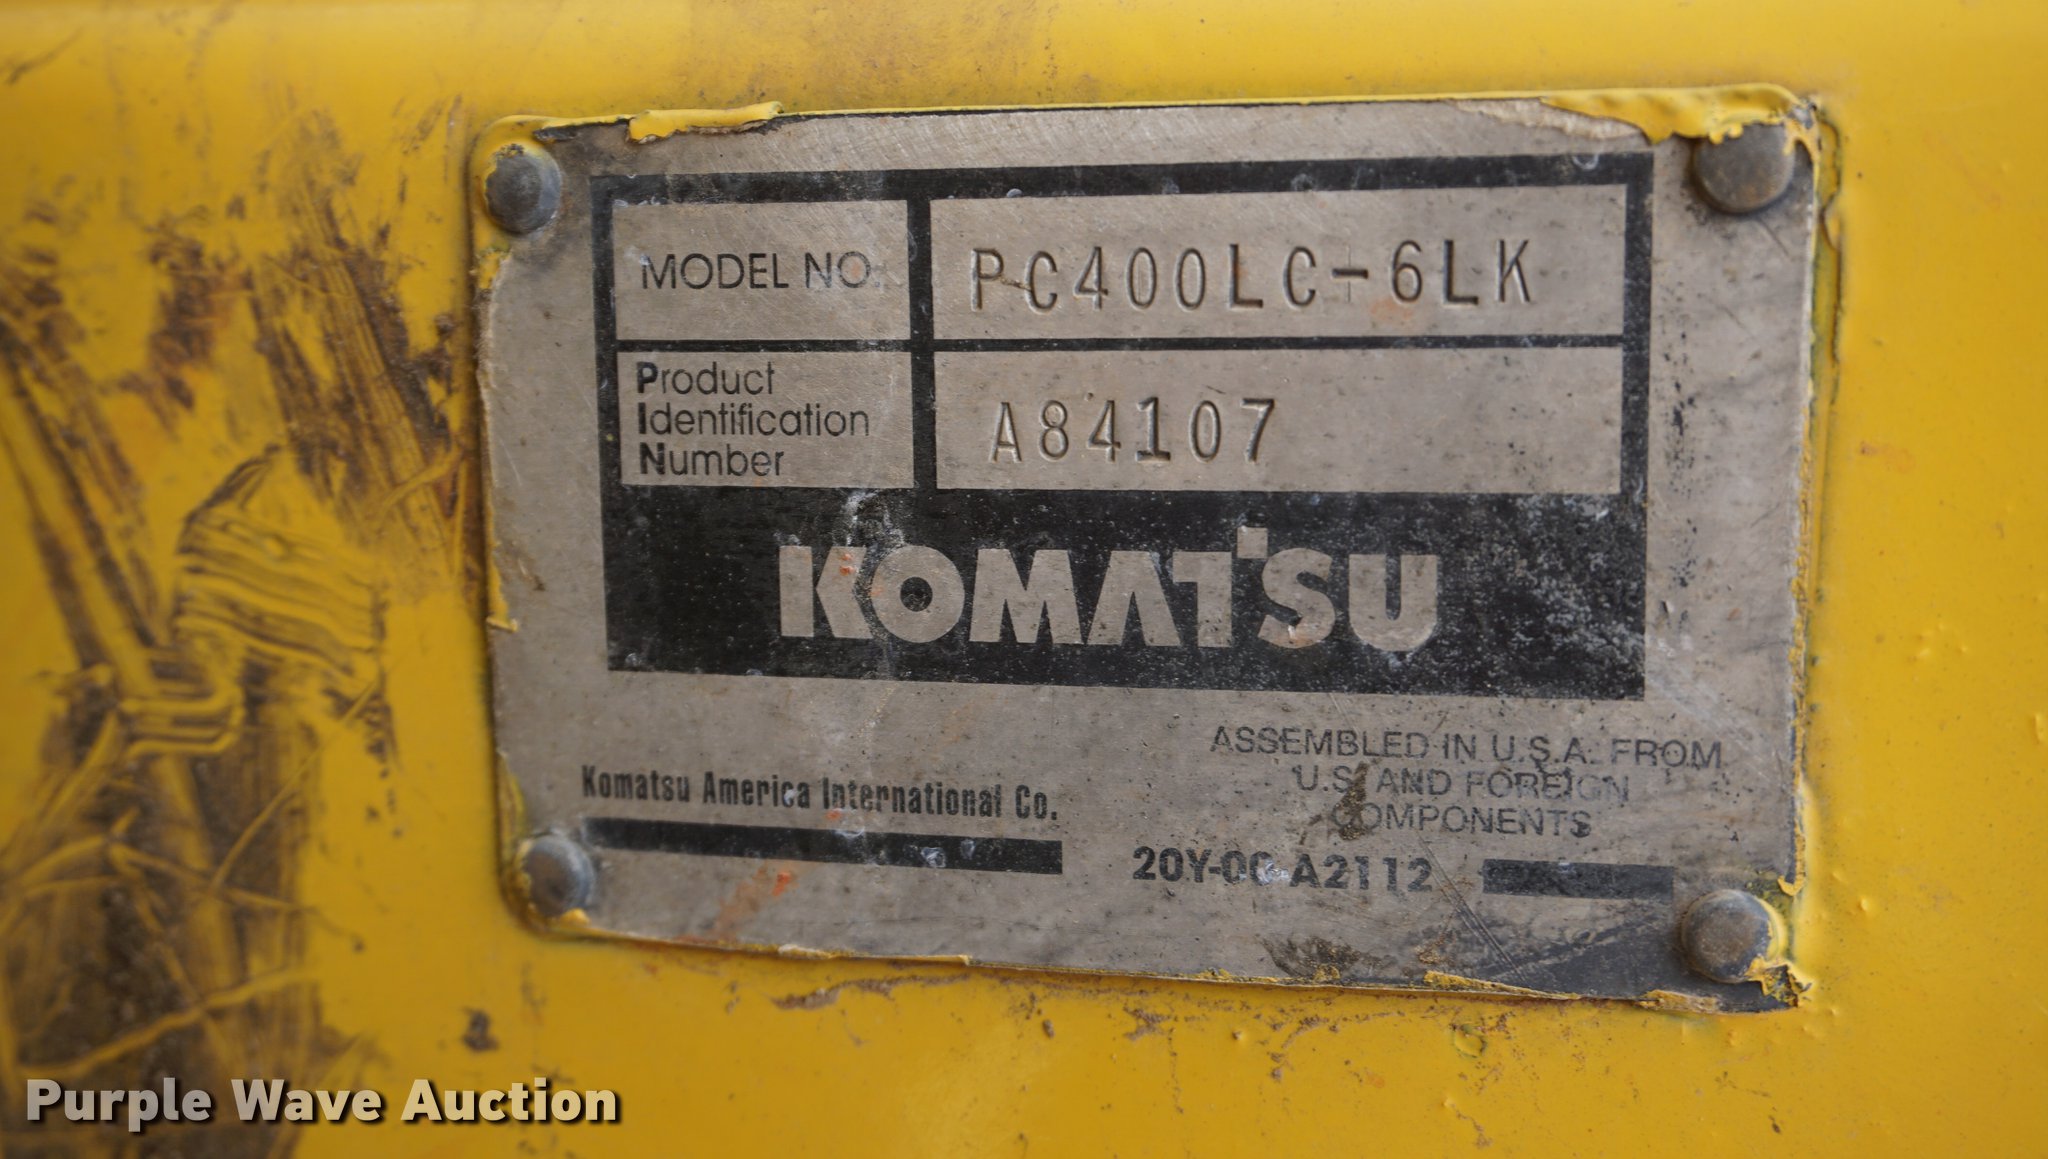 MODEL NO. PC400LC-6LK
Product
Identification
Number
A84107
KOMATSU
ASSEMBLED IN U.S.A. FROM
U.S. AND FOREIGN
COMPONENTS
Komatsu America International Co.
20Y-00-A2112
Purple Wave Auction